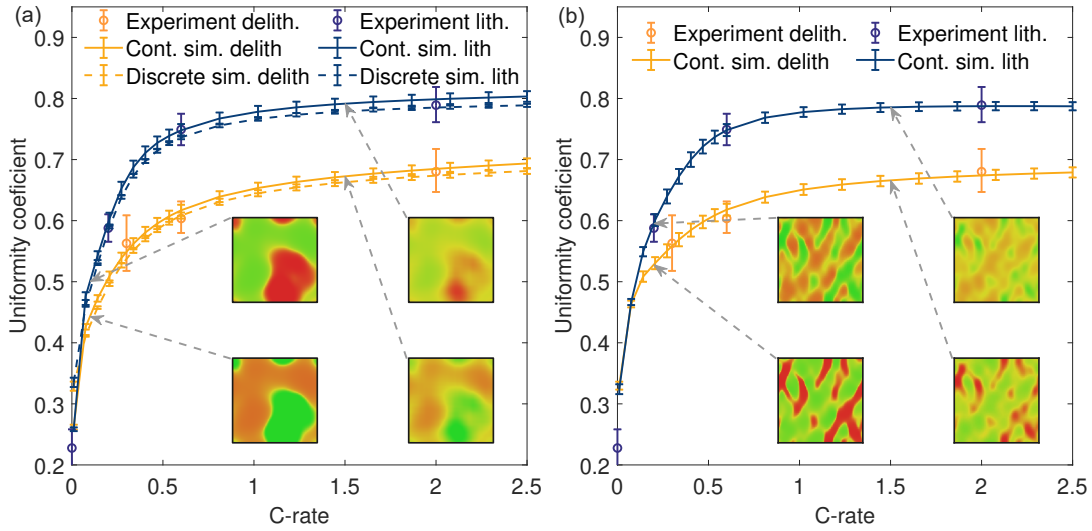 (a)
Experiment delith. Experiment lith.
Cont. sim. delith Cont. sim. lith
Discrete sim. delith Discrete sim. lith
Uniformity coeficient
0.9
0.8
0.7
0.6
0.5
0.4
0.3
0.2
0 0.5 1.0 1.5 2 2.5
C-rate
(b)
Experiment delith. Experiment lith.
Cont. sim. delith Cont. sim. lith
Uniformity coeficient
0.9
0.8
0.7
0.6
0.5
0.4
0.3
0.2
0 0.5 1.0 1.5 2 2.5
C-rate